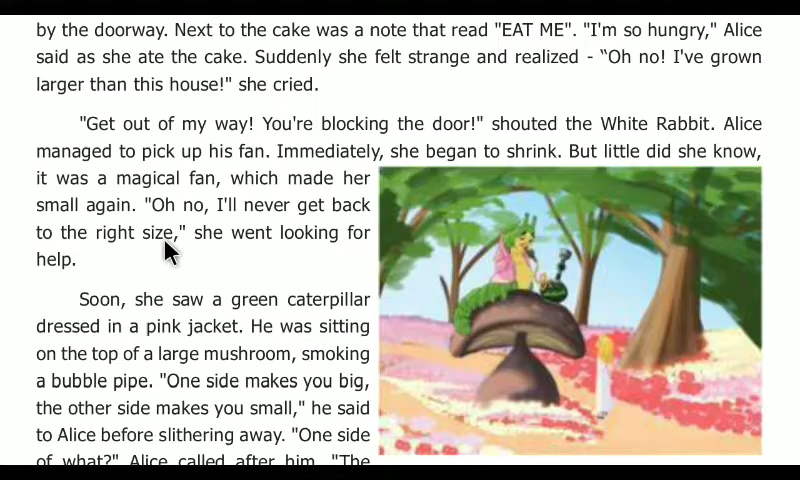 by the doorway. Next to the cake was a note that read "EAT ME". "I'm so hungry," Alice
said as she ate the cake. Suddenly she felt strange and realized - “Oh no! I've grown
larger than this house!" she cried.
"Get out of my way! You're blocking the door!" shouted the White Rabbit. Alice
managed to pick up his fan. Immediately, she began to shrink. But little did she know,
it was a magical fan, which made her
small again. "Oh no, I'll never get back
to the right size," she went looking for
help.
Soon, she saw a green caterpillar
dressed in a pink jacket. He was sitting
on the top of a large mushroom, smoking
a bubble pipe. "One side makes you big,
the other side makes you small," he said
to Alice before slithering away. "One side
of what?" Alice called after him. "The